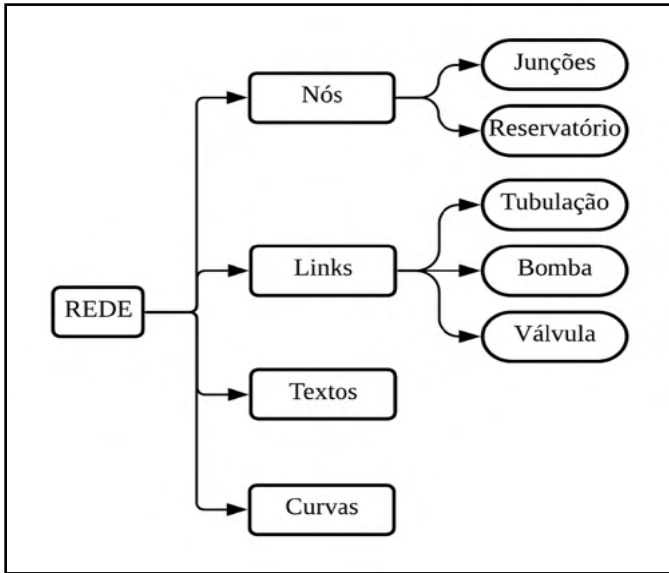 Junções
Nós
Reservatório
Tubulação
Links
Bomba
REDE
Válvula
Textos
Curvas